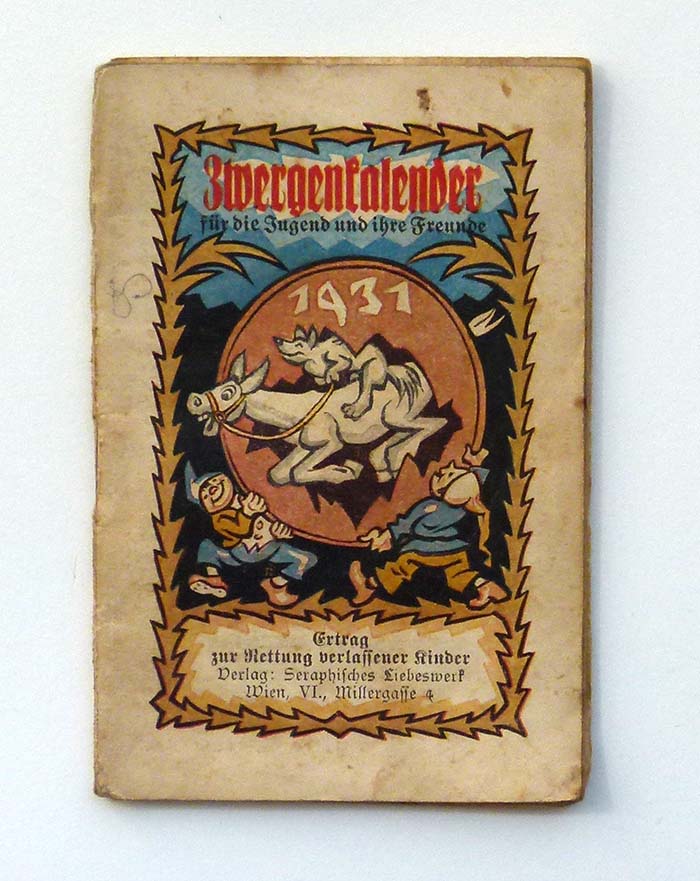 Zwergenkalender
für die Jugend und ihre Freunde
1931
Ertrag
zur Rettung verlassener Kinder
Verlag: Seraphisches Liebeswerk
Wien, VI., Millergasse 4